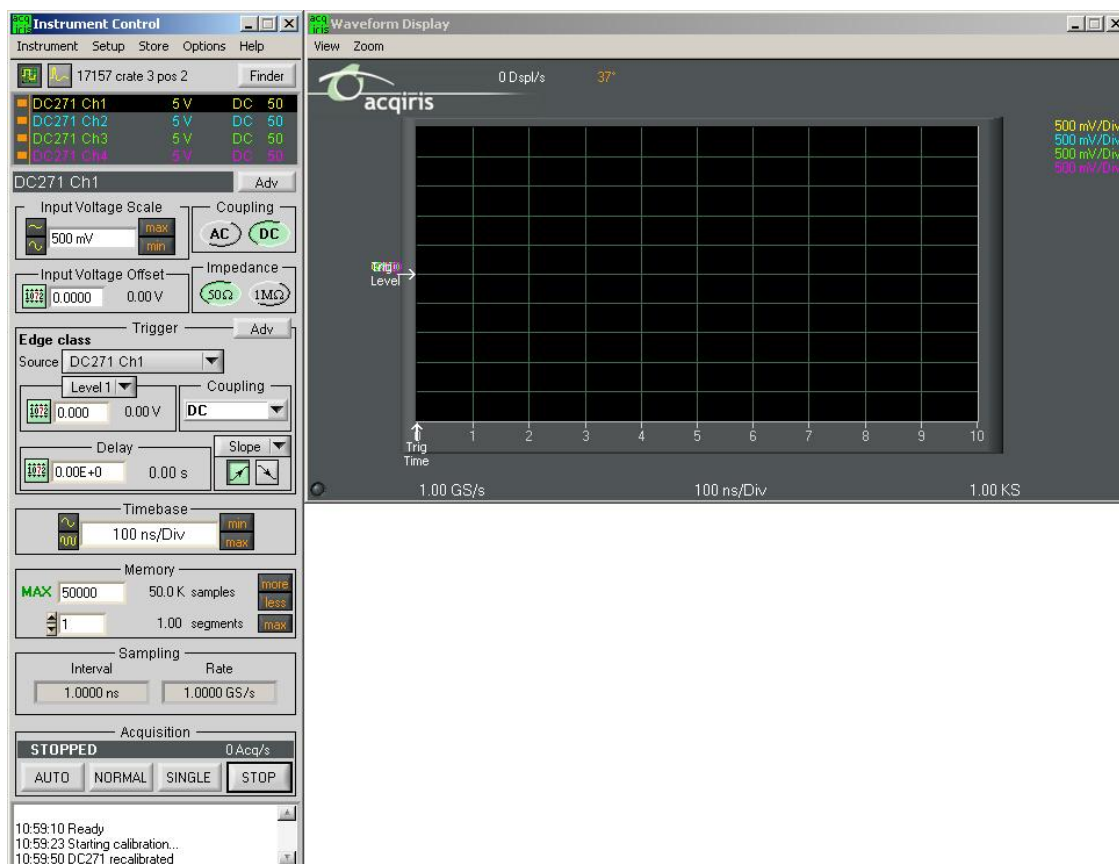 Instrument Control
Instrument Setup Store Options Help
17157 crate 3 pos 2 Finder
DC271 Ch1 5 V DC 50
DC271 Ch2 5 V DC 50
DC271 Ch3 5 V DC 50
DC271 Ch4 5 V DC 50
DC271 Ch1 Adv
Input Voltage Scale Coupling
500 mV max min AC DC
Input Voltage Offset Impedance
0.0000 0.00 V 50Ω 1MΩ
Trigger Adv
Edge class
Source DC271 Ch1
Level 1 Coupling
0.000 0.00 V DC
Delay Slope
0.00E+0 0.00 s
Timebase
100 ns/Div min max
Memory
MAX 50000 50.0 K samples more less
1 1.00 segments max
Sampling
Interval Rate
1.0000 ns 1.0000 GS/s
Acquisition
STOPPED 0 Acq/s
AUTO NORMAL SINGLE STOP
10:59:10 Ready
10:59:23 Starting calibration...
10:59:50 DC271 recalibrated
Waveform Display
View Zoom
acqiris 0 Dspl/s 37°
500 mV/Div
500 mV/Div
500 mV/Div
500 mV/Div
Trig
Level
1 2 3 4 5 6 7 8 9 10
Trig
Time
1.00 GS/s 100 ns/Div 1.00 KS